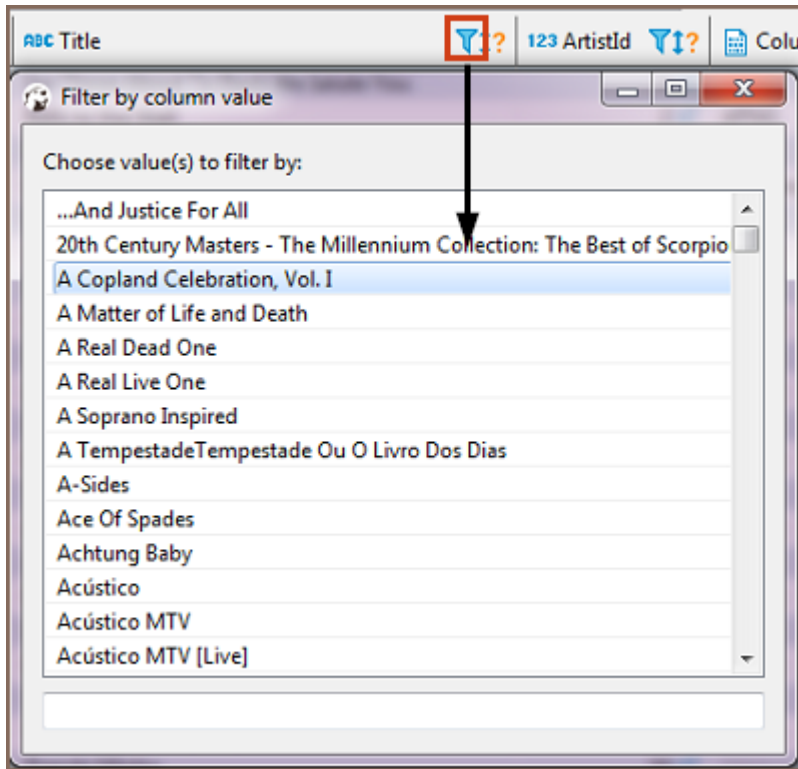 ABC Title
123 ArtistId
Colu
Filter by column value
Choose value(s) to filter by:
...And Justice For All
20th Century Masters - The Millennium Collection: The Best of Scorpio
A Copland Celebration, Vol. I
A Matter of Life and Death
A Real Dead One
A Real Live One
A Soprano Inspired
A TempestadeTempestade Ou O Livro Dos Dias
A-Sides
Ace Of Spades
Achtung Baby
Acústico
Acústico MTV
Acústico MTV [Live]